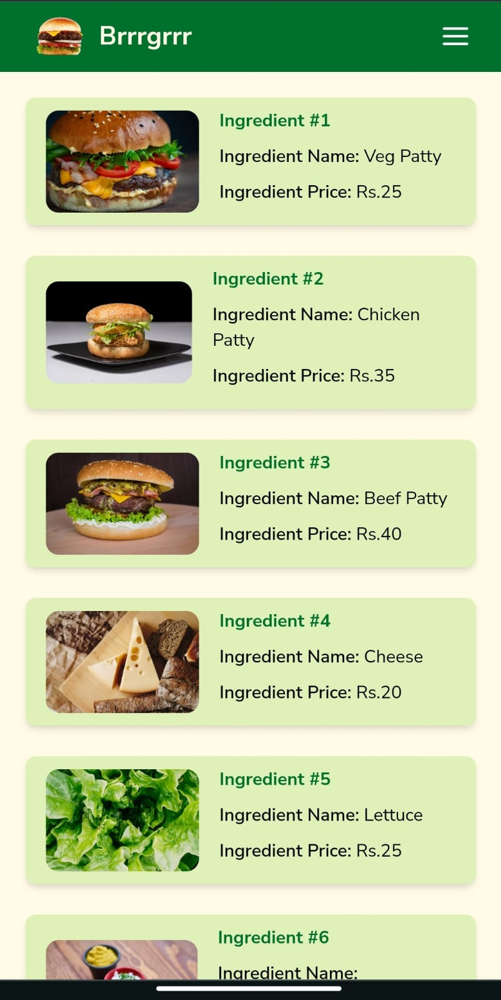 Brrrgrrr
Ingredient #1
Ingredient Name: Veg Patty
Ingredient Price: Rs.25
Ingredient #2
Ingredient Name: Chicken
Patty
Ingredient Price: Rs.35
Ingredient #3
Ingredient Name: Beef Patty
Ingredient Price: Rs.40
Ingredient #4
Ingredient Name: Cheese
Ingredient Price: Rs.20
Ingredient #5
Ingredient Name: Lettuce
Ingredient Price: Rs.25
Ingredient #6
Ingredient Name: